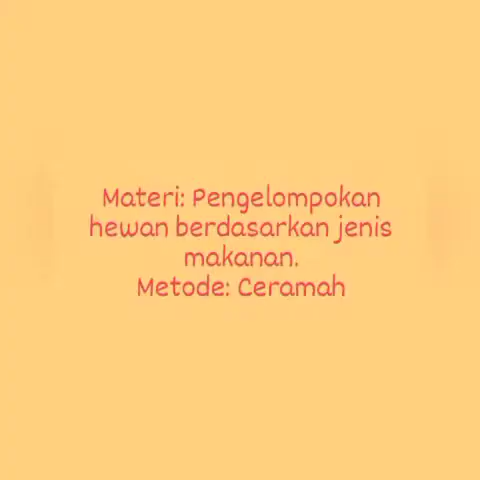 Materi: Pengelompokan
hewan berdasarkan jenis
makanan.
Metode: Ceramah